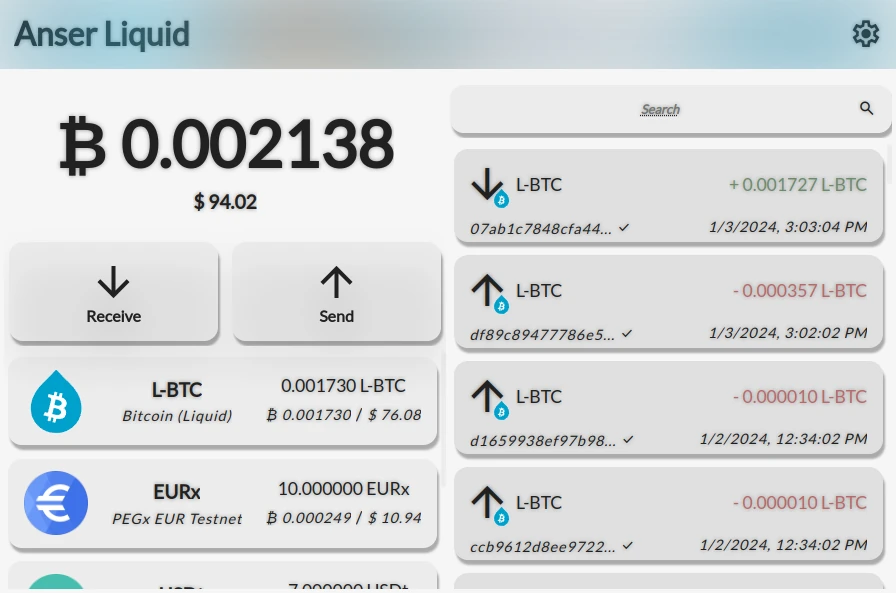 Anser Liquid
₿ 0.002138
$ 94.02
Receive
Send
L-BTC
Bitcoin (Liquid)
0.001730 L-BTC
₿ 0.001730 / $ 76.08
EURx
PEGx EUR Testnet
10.000000 EURx
₿ 0.000249 / $ 10.94
7.000000 USDt
Search
L-BTC
+ 0.001727 L-BTC
07ab1c7848cfa44...
1/3/2024, 3:03:04 PM
L-BTC
- 0.000357 L-BTC
df89c89477786e5...
1/3/2024, 3:02:02 PM
L-BTC
- 0.000010 L-BTC
d1659938ef97b98...
1/2/2024, 12:34:02 PM
L-BTC
- 0.000010 L-BTC
ccb9612d8ee9722...
1/2/2024, 12:34:02 PM